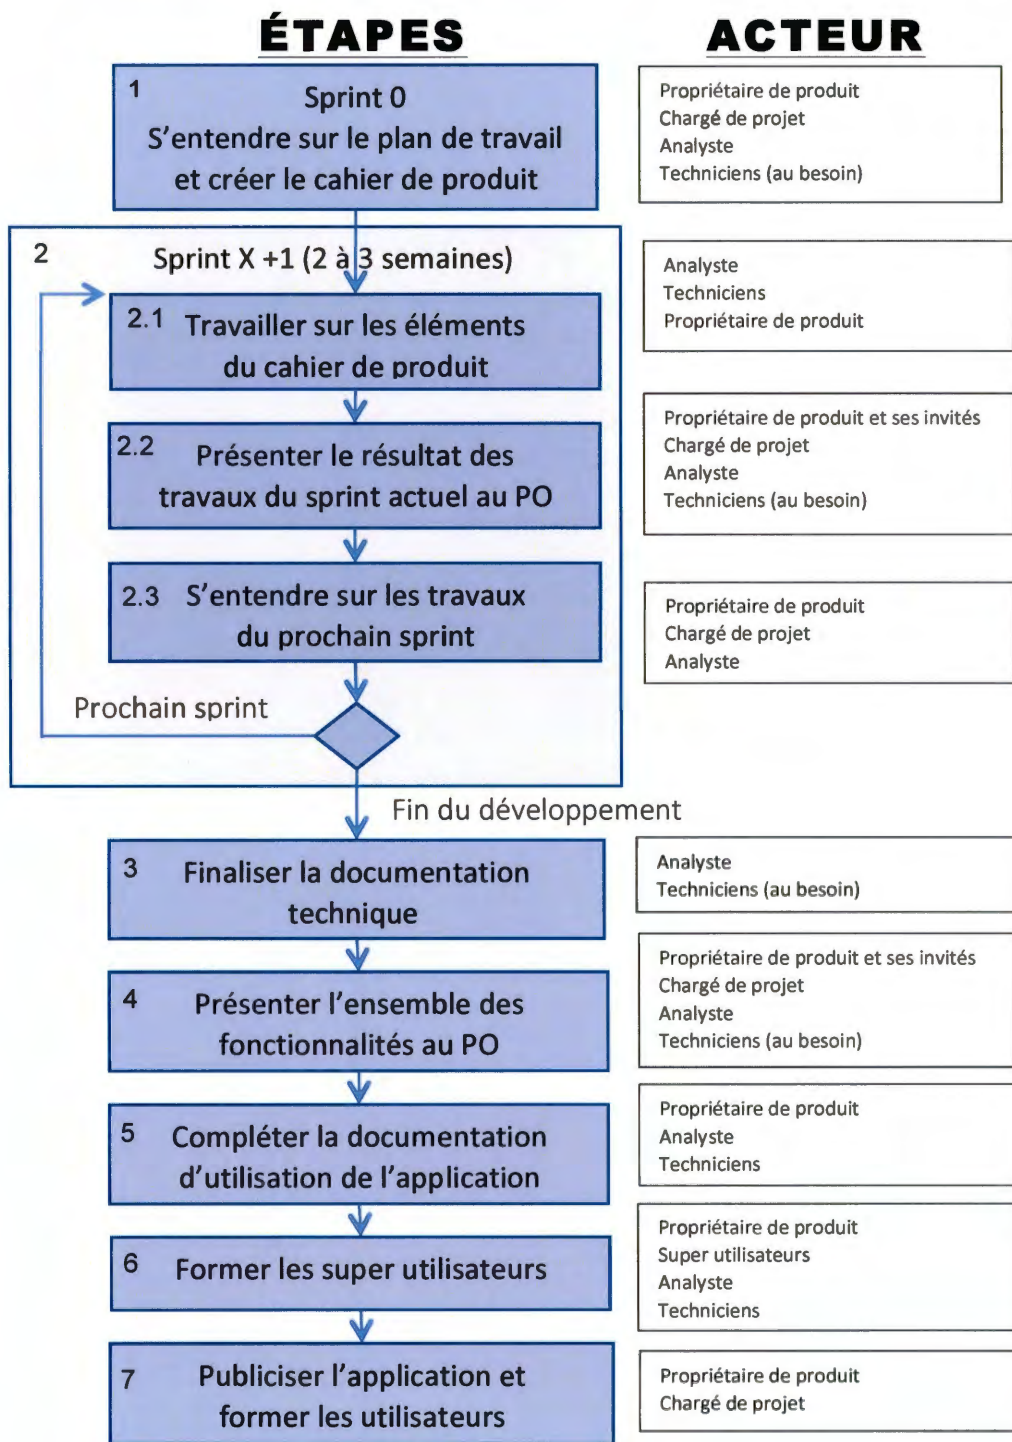 ÉTAPES
ACTEUR
1
Sprint 0
S'entendre sur le plan de travail
et créer le cahier de produit
Propriétaire de produit
Chargé de projet
Analyste
Techniciens (au besoin)
2
Sprint X +1 (2 à 3 semaines)
2.1 Travailler sur les éléments
du cahier de produit
Analyste
Techniciens
Propriétaire de produit
2.2 Présenter le résultat des
travaux du sprint actuel au PO
Propriétaire de produit et ses invités
Chargé de projet
Analyste
Techniciens (au besoin)
2.3 S'entendre sur les travaux
du prochain sprint
Propriétaire de produit
Chargé de projet
Analyste
Prochain sprint
Fin du développement
3 Finaliser la documentation
technique
Analyste
Techniciens (au besoin)
4 Présenter l'ensemble des
fonctionnalités au PO
Propriétaire de produit et ses invités
Chargé de projet
Analyste
Techniciens (au besoin)
5 Compléter la documentation
d'utilisation de l'application
Propriétaire de produit
Analyste
Techniciens
6 Former les super utilisateurs
Propriétaire de produit
Super utilisateurs
Analyste
Techniciens
7 Publiciser l'application et
former les utilisateurs
Propriétaire de produit
Chargé de projet